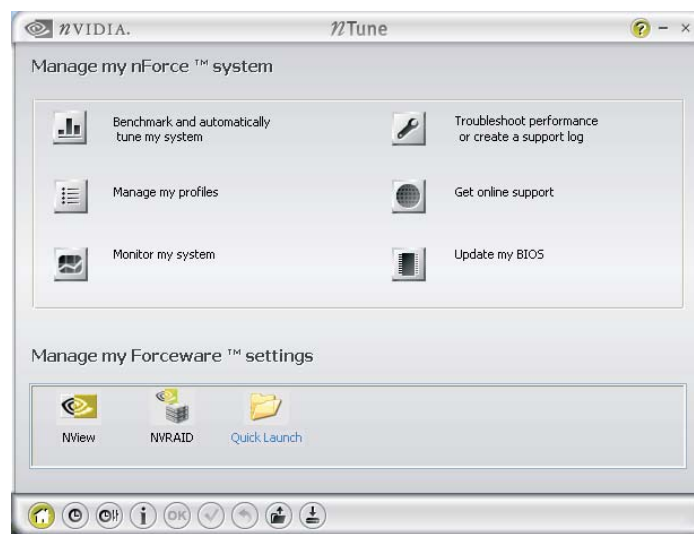 nVIDIA.
nTune
? - ×
Manage my nForce ™ system
Benchmark and automatically
tune my system
Troubleshoot performance
or create a support log
Manage my profiles
Get online support
Monitor my system
Update my BIOS
Manage my Forceware ™ settings
NView
NVRAID
Quick Launch
i
OK